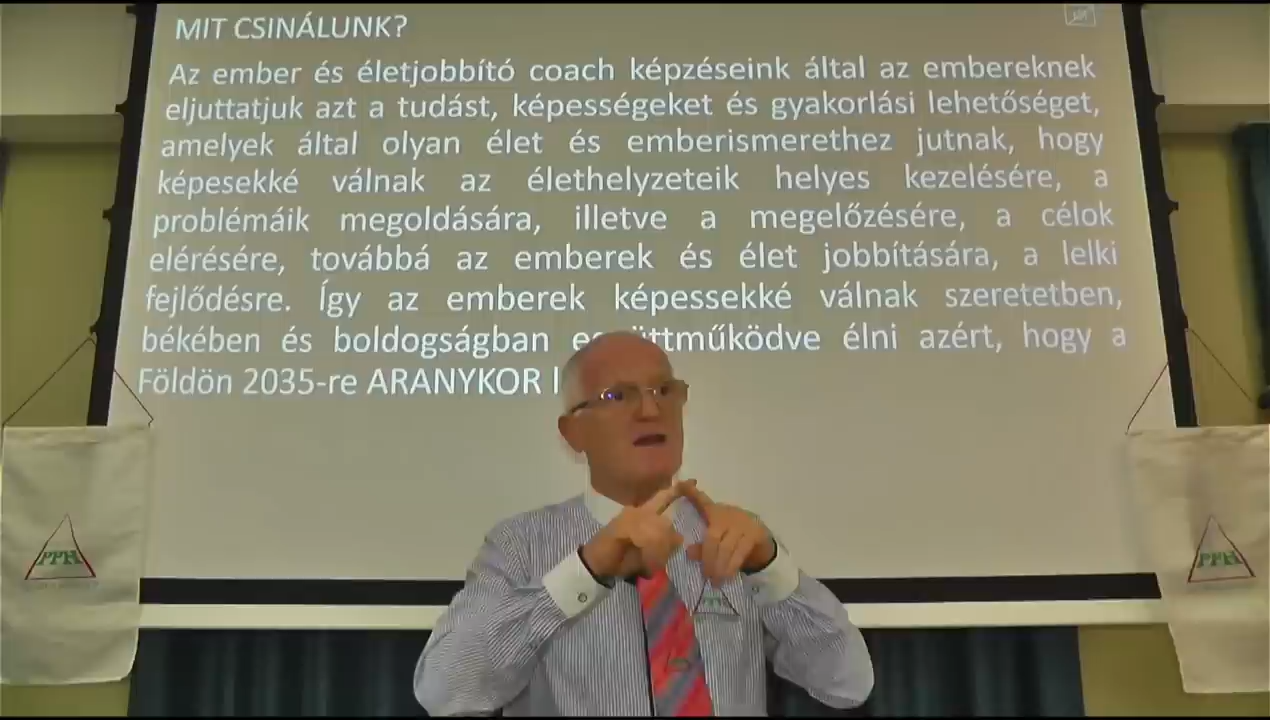 MIT CSINÁLUNK?
Az ember és életjobbító coach képzéseink által az embereknek
eljuttatjuk azt a tudást, képességeket és gyakorlási lehetőséget,
amelyek által olyan élet és emberismerethez jutnak, hogy
képesekké válnak az élethelyzeteik helyes kezelésére, a
problémáik megoldására, illetve a megelőzésére, a célok
elérésére, továbbá az emberek és élet jobbítására, a lelki
fejlődésre. Így az emberek képessekké válnak szeretetben,
békében és boldogságban élni azért, hogy a
Földön 2035-re ARANYKOR
PPH
PPH
PPH